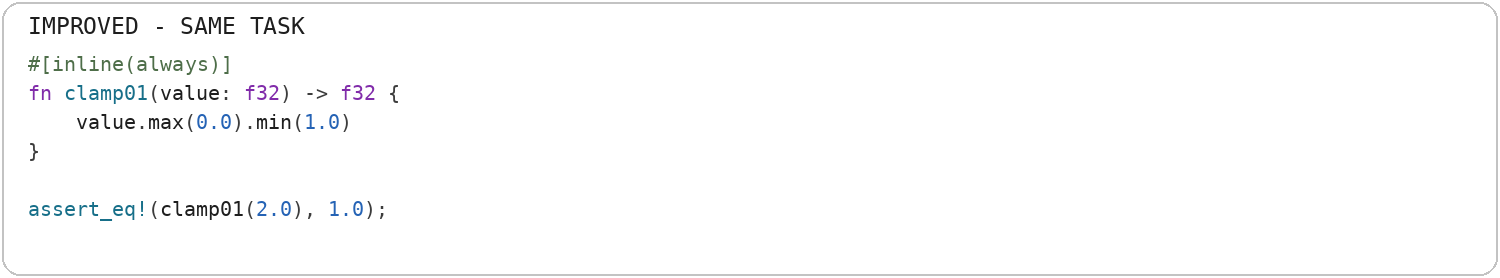 IMPROVED - SAME TASK
#[inline(always)]
fn clamp01(value: f32) -> f32 {
    value.max(0.0).min(1.0)
}

assert_eq!(clamp01(2.0), 1.0);